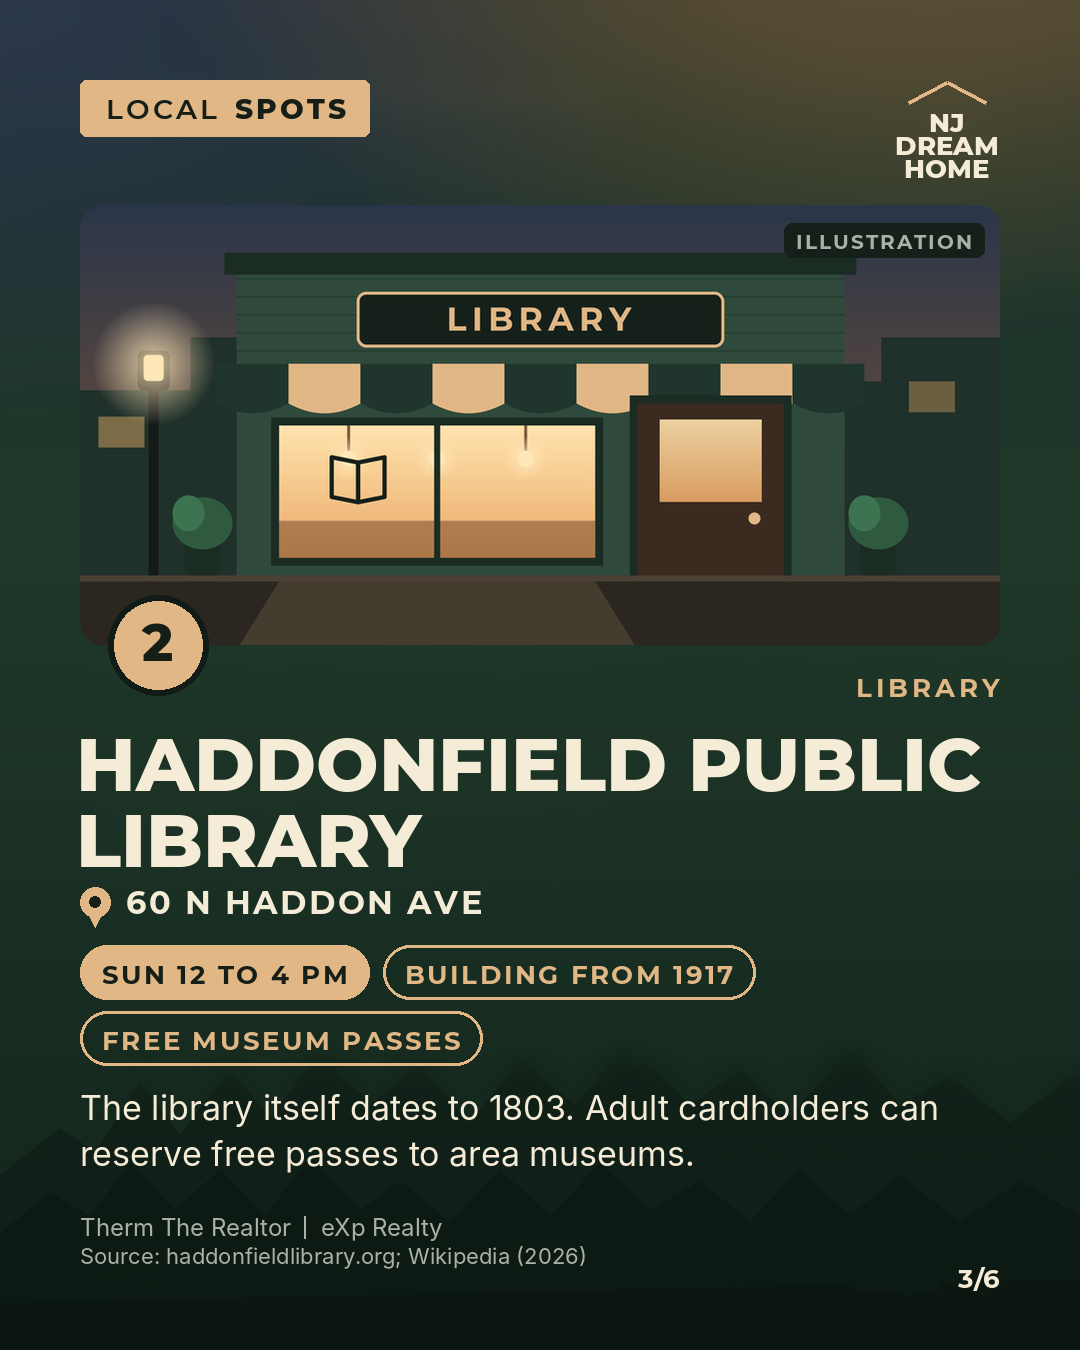 LOCAL SPOTS
NJ
DREAM
HOME
ILLUSTRATION
LIBRARY
2
LIBRARY
HADDONFIELD PUBLIC
LIBRARY
60 N HADDON AVE
SUN 12 TO 4 PM
BUILDING FROM 1917
FREE MUSEUM PASSES
The library itself dates to 1803. Adult cardholders can
reserve free passes to area museums.
Therm The Realtor | eXp Realty
Source: haddonfieldlibrary.org; Wikipedia (2026)
3/6